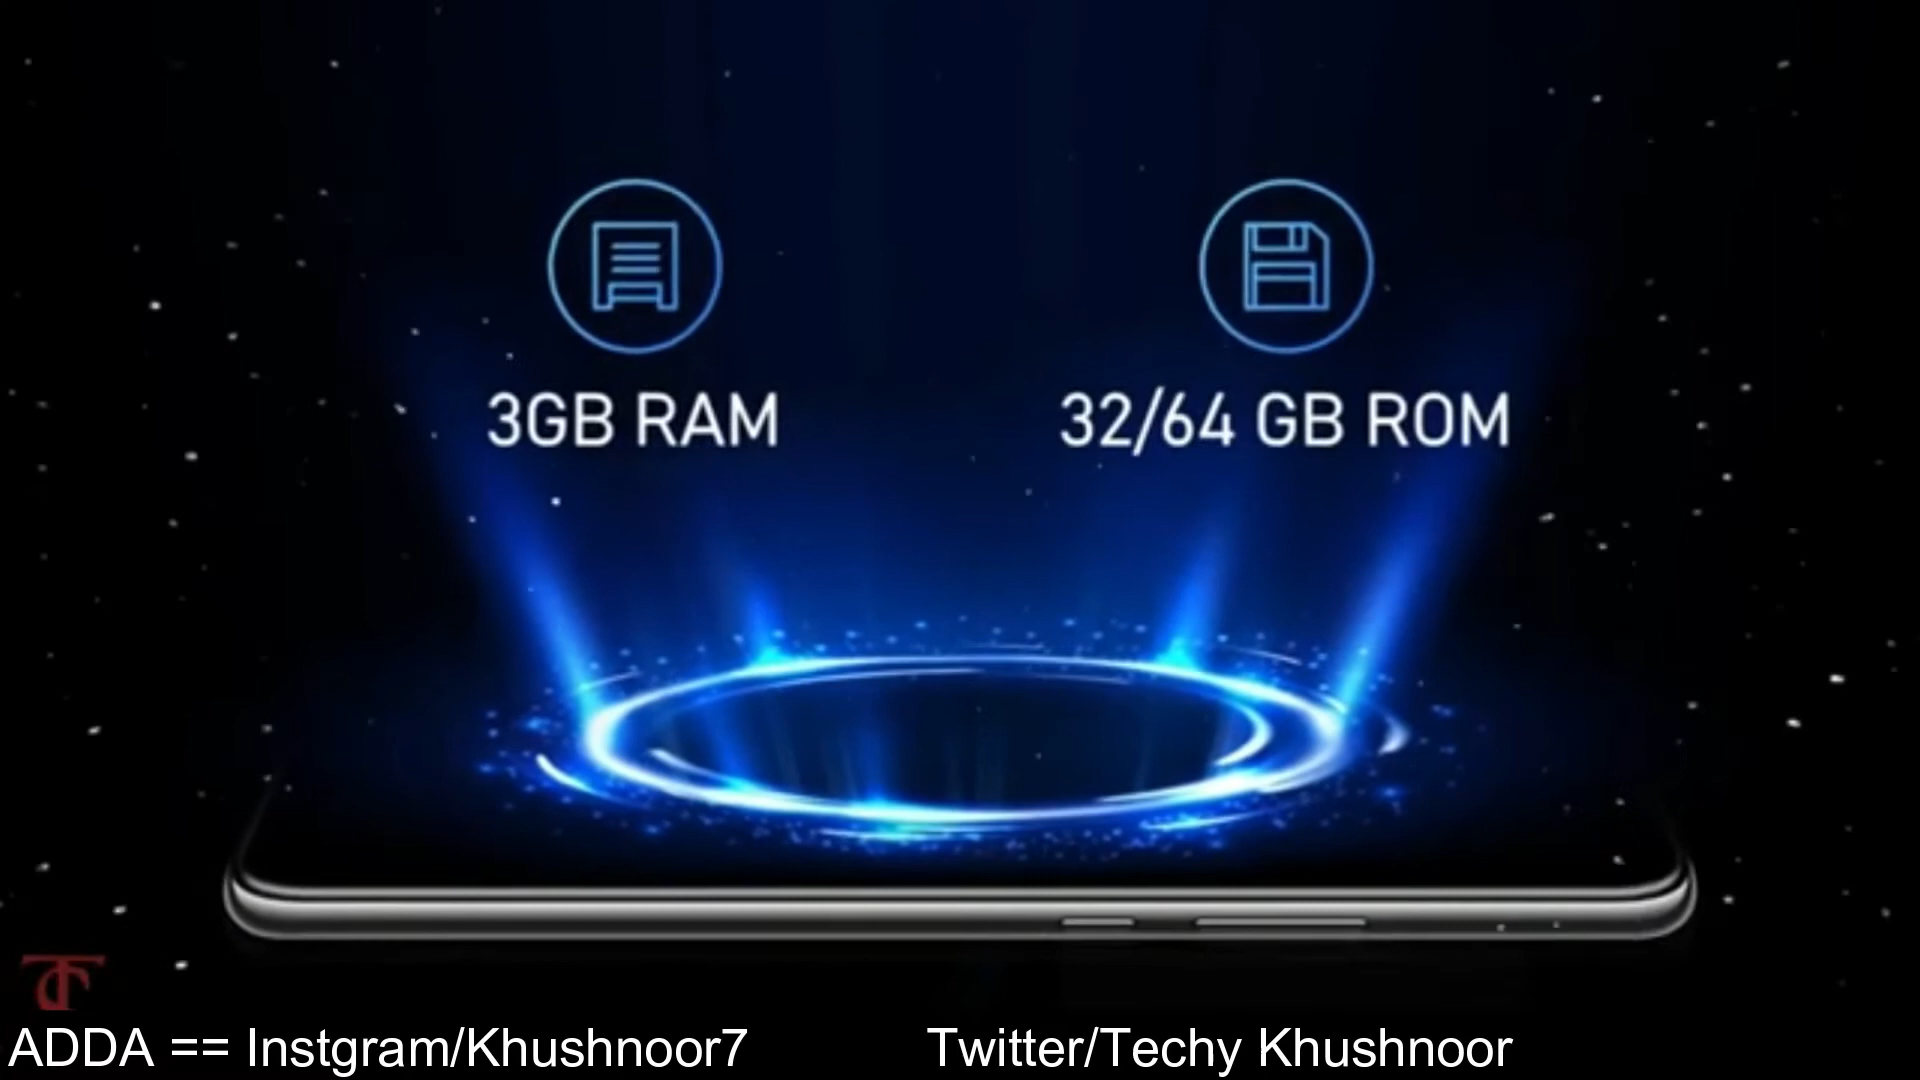 3GB RAM
32/64 GB ROM
ADDA == Instgram/Khushnoor7
Twitter/Techy Khushnoor